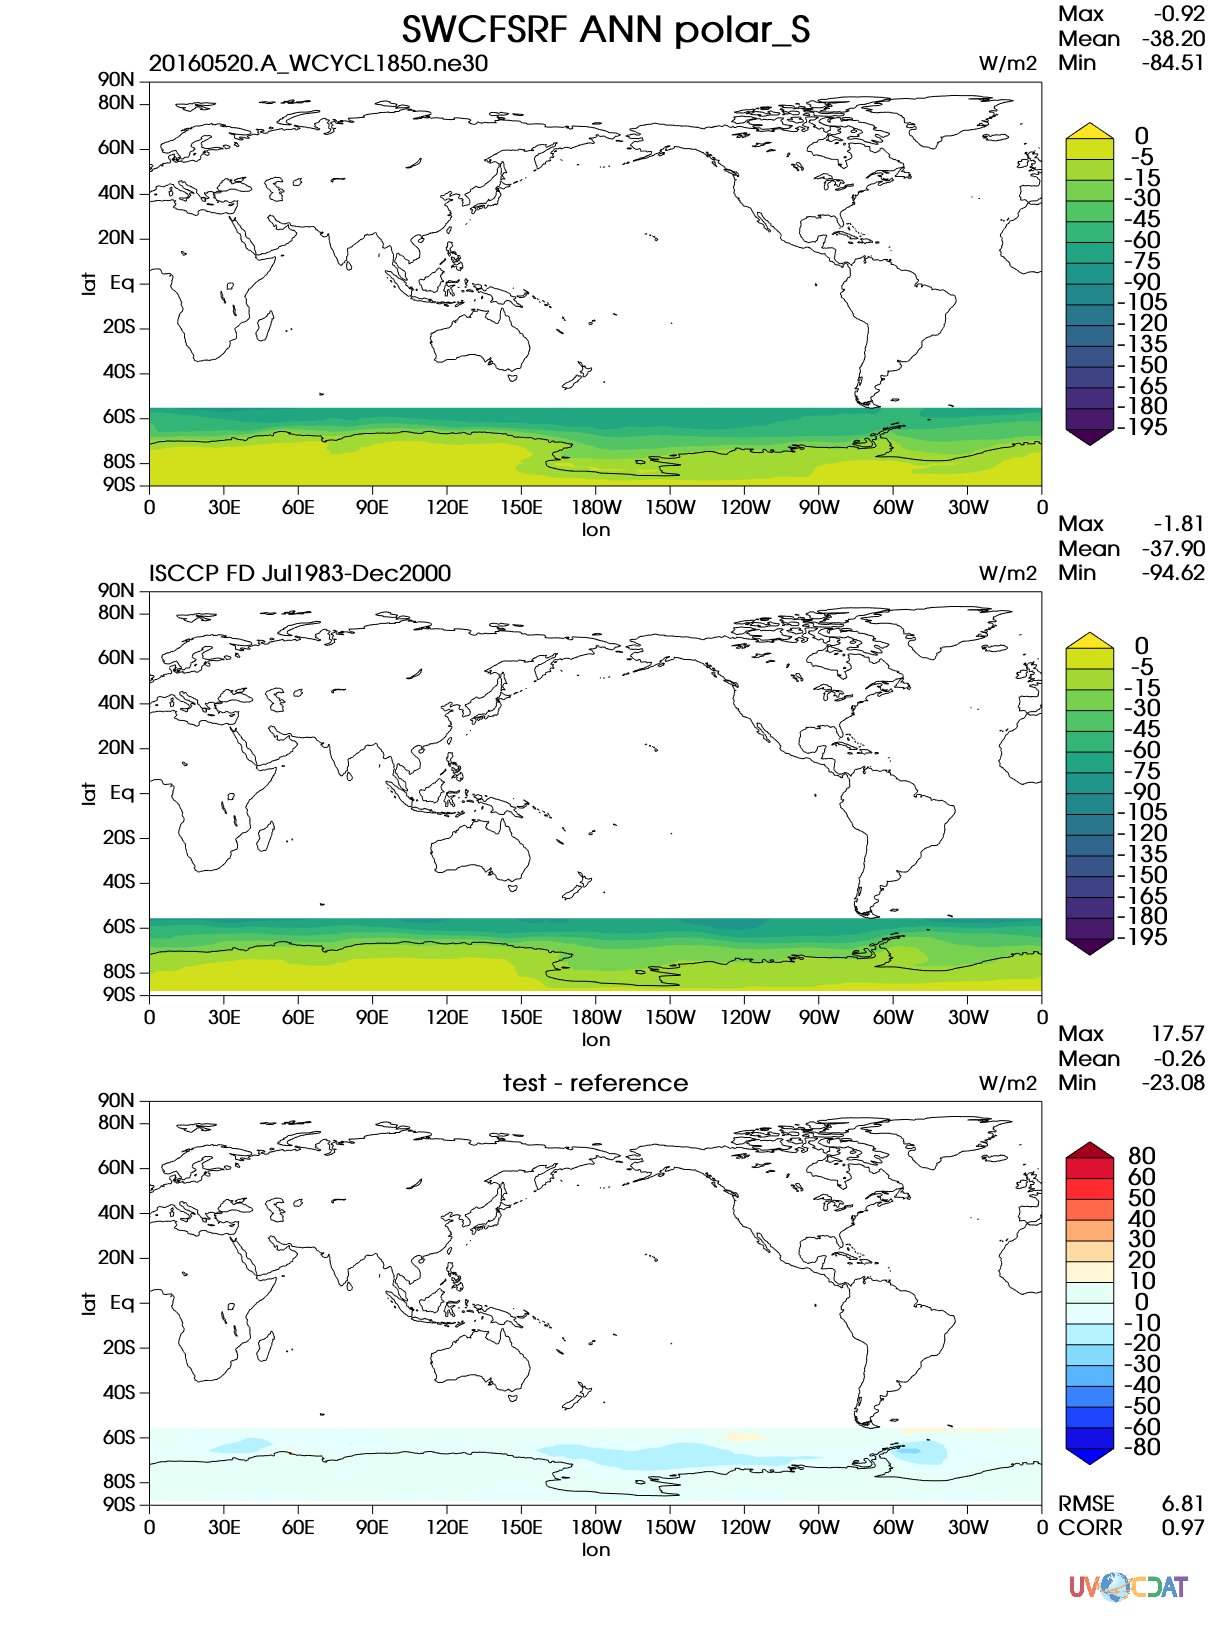 SWCFSRF ANN polar_S
Max -0.92
Mean -38.20
Min -84.51
20160520.A_WCYCL1850.ne30 W/m2
90N
80N
60N
40N
20N
Eq
20S
40S
60S
80S
90S
lat
0 30E 60E 90E 120E 150E 180W 150W 120W 90W 60W 30W 0
lon
0
-5
-15
-30
-45
-60
-75
-90
-105
-120
-135
-150
-165
-180
-195
Max -1.81
Mean -37.90
Min -94.62
ISCCP FD Jul1983-Dec2000 W/m2
90N
80N
60N
40N
20N
Eq
20S
40S
60S
80S
90S
lat
0 30E 60E 90E 120E 150E 180W 150W 120W 90W 60W 30W 0
lon
0
-5
-15
-30
-45
-60
-75
-90
-105
-120
-135
-150
-165
-180
-195
Max 17.57
Mean -0.26
Min -23.08
test - reference W/m2
90N
80N
60N
40N
20N
Eq
20S
40S
60S
80S
90S
lat
0 30E 60E 90E 120E 150E 180W 150W 120W 90W 60W 30W 0
lon
80
60
50
40
30
20
10
0
-10
-20
-30
-40
-50
-60
-80
RMSE 6.81
CORR 0.97
UV CDAT